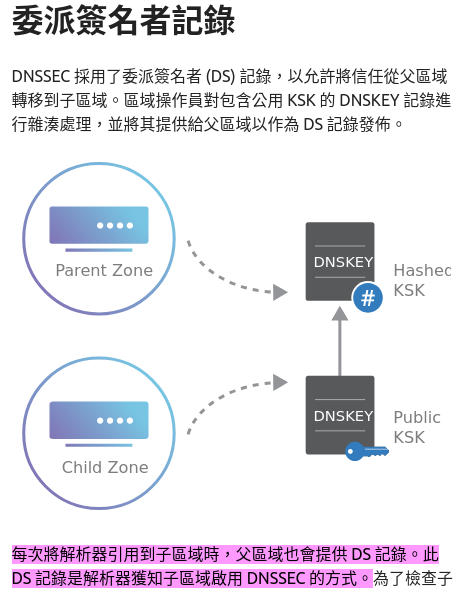 委派簽名者記錄
DNSSEC 採用了委派簽名者 (DS) 記錄，以允許將信任從父區域
轉移到子區域。區域操作員對包含公用 KSK 的 DNSKEY 記錄進
行雜湊處理，並將其提供給父區域以作為 DS 記錄發佈。
Parent Zone
DNSKEY
#
Hashed
KSK
Child Zone
DNSKEY
Public
KSK
每次將解析器引用到子區域時，父區域也會提供 DS 記錄。此
DS 記錄是解析器獲知子區域啟用 DNSSEC 的方式。為了檢查子